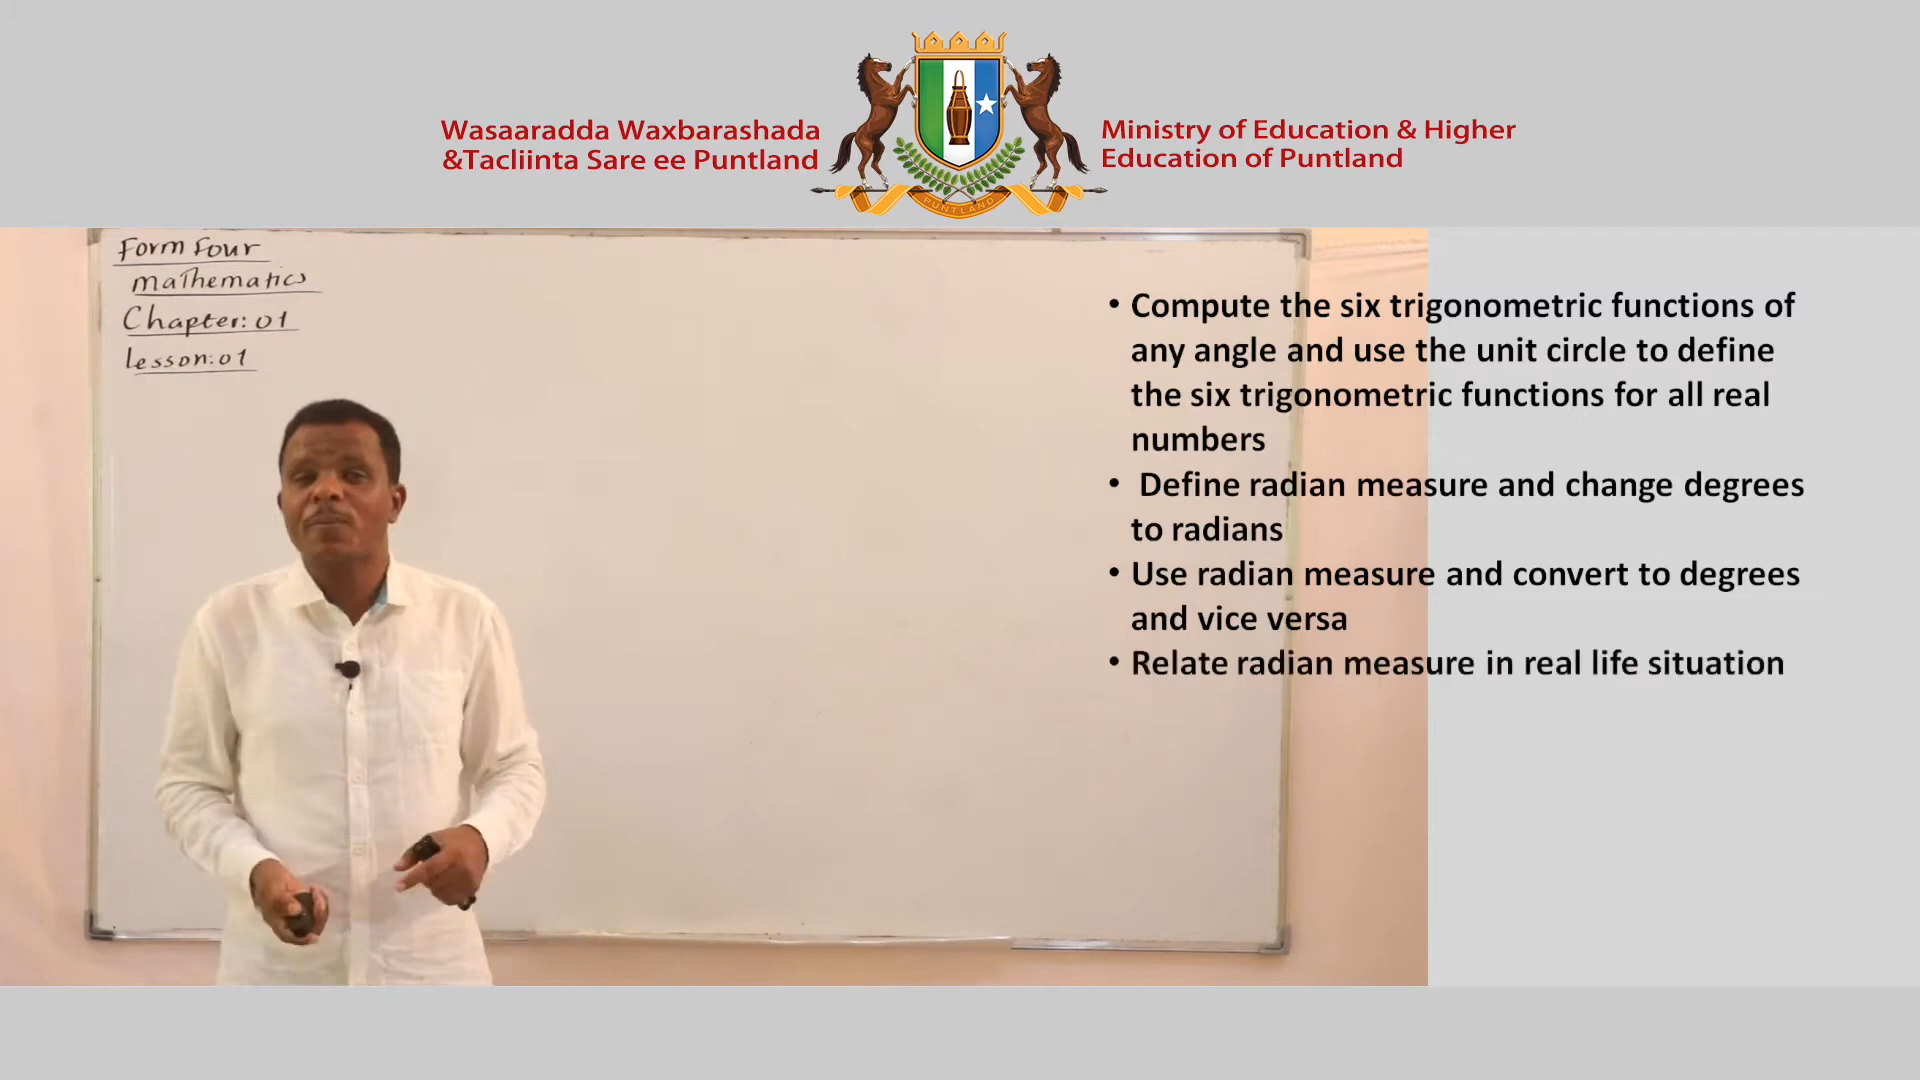 Wasaaradda Waxbarashada
&Tacliinta Sare ee Puntland
Ministry of Education & Higher
Education of Puntland
PUNTLAND
Form Four
mathematics
Chapter: 01
lesson: 01
• Compute the six trigonometric functions of
any angle and use the unit circle to define
the six trigonometric functions for all real
numbers
• Define radian measure and change degrees
to radians
• Use radian measure and convert to degrees
and vice versa
• Relate radian measure in real life situation